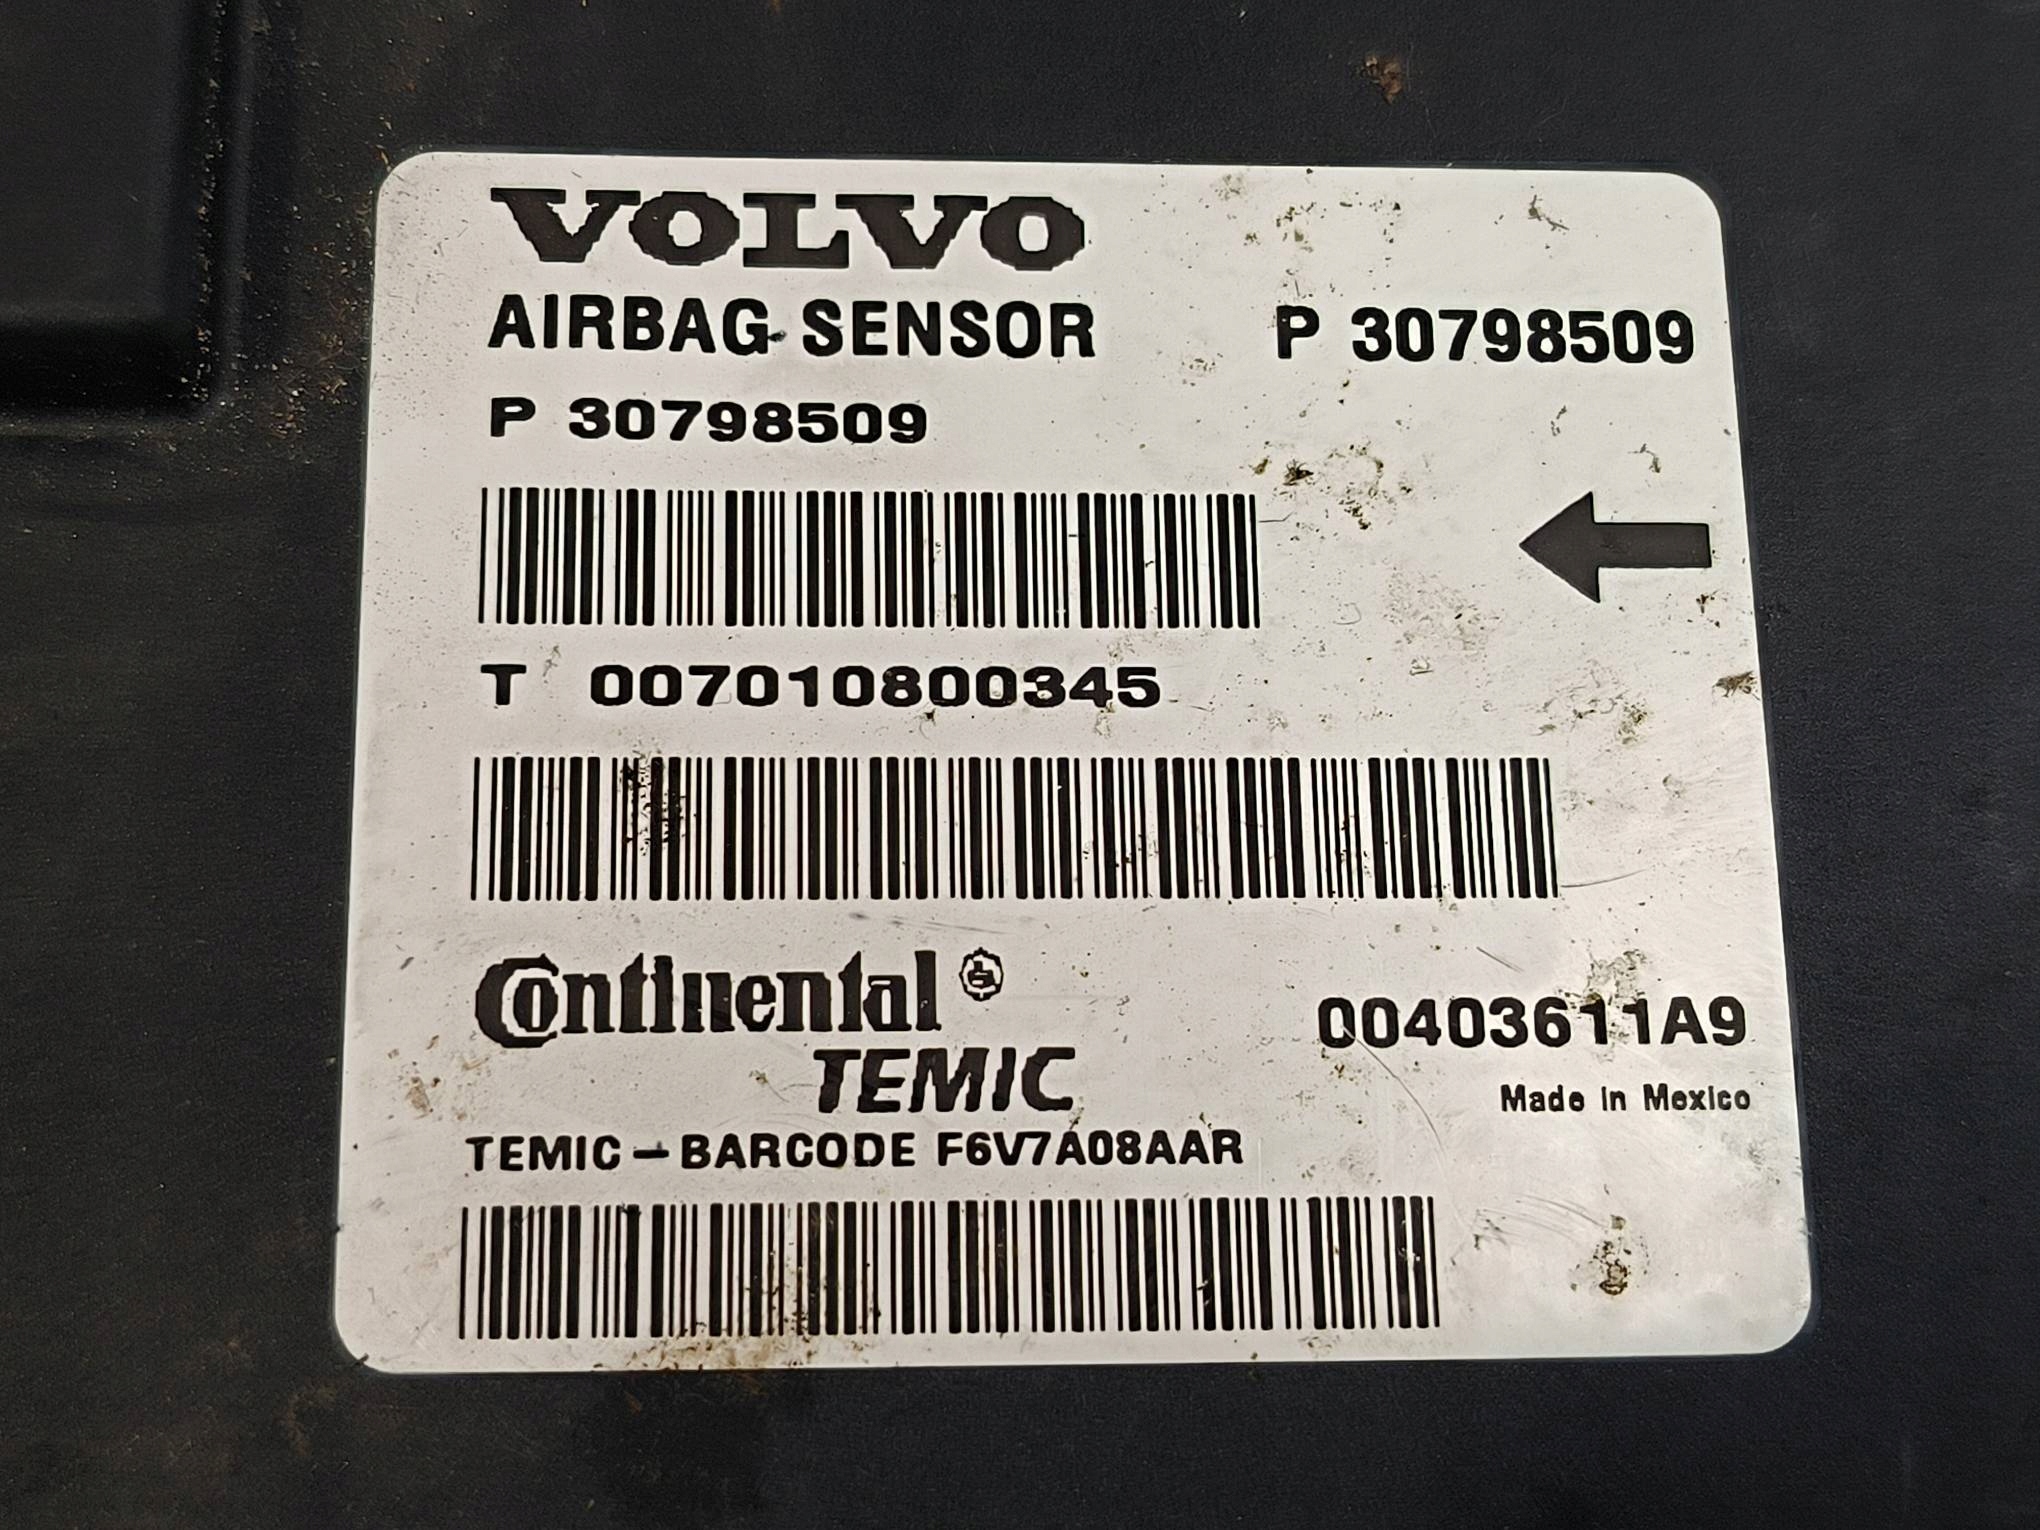 VOLVO
AIRBAG SENSOR P 30798509
P 30798509
T 007010800345
Continental®
TEMIC
00403611A9
Made in Mexico
TEMIC-BARCODE F6V7A08AAR